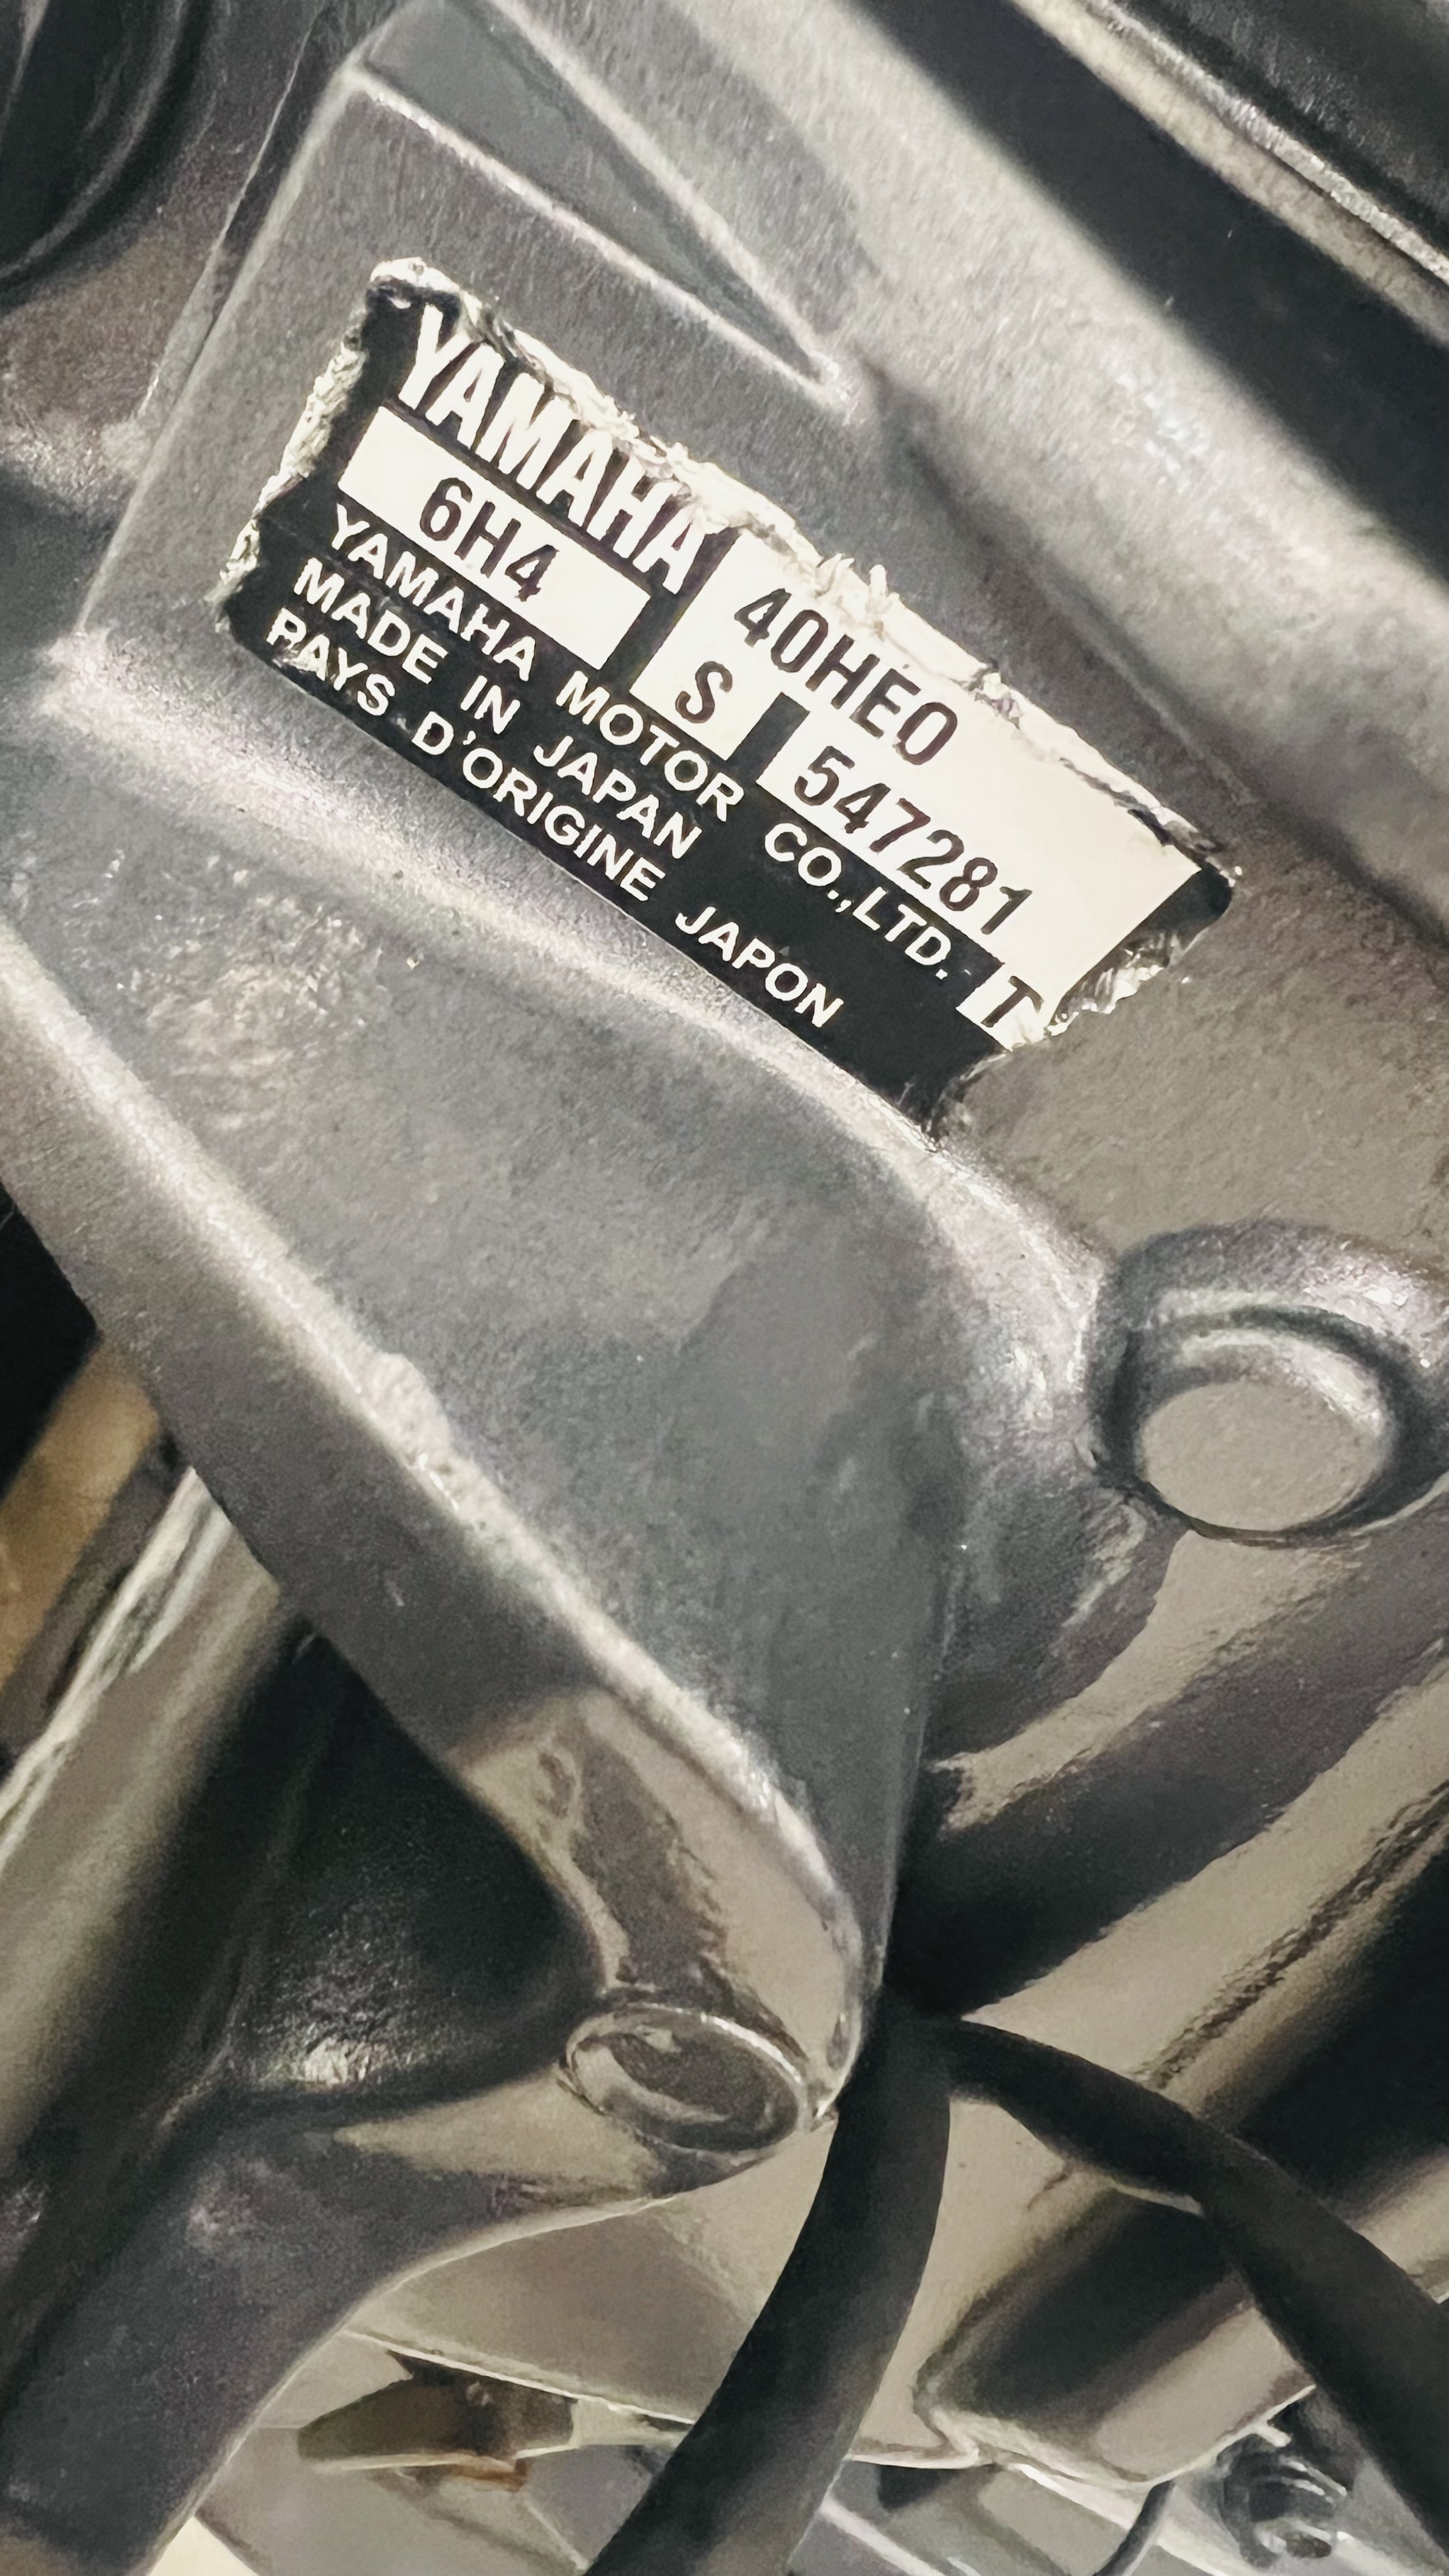 YAMAHA 40HEO
6H4 S 547281
YAMAHA MOTOR CO.,LTD. T
MADE IN JAPAN
PAYS D'ORIGINE JAPON